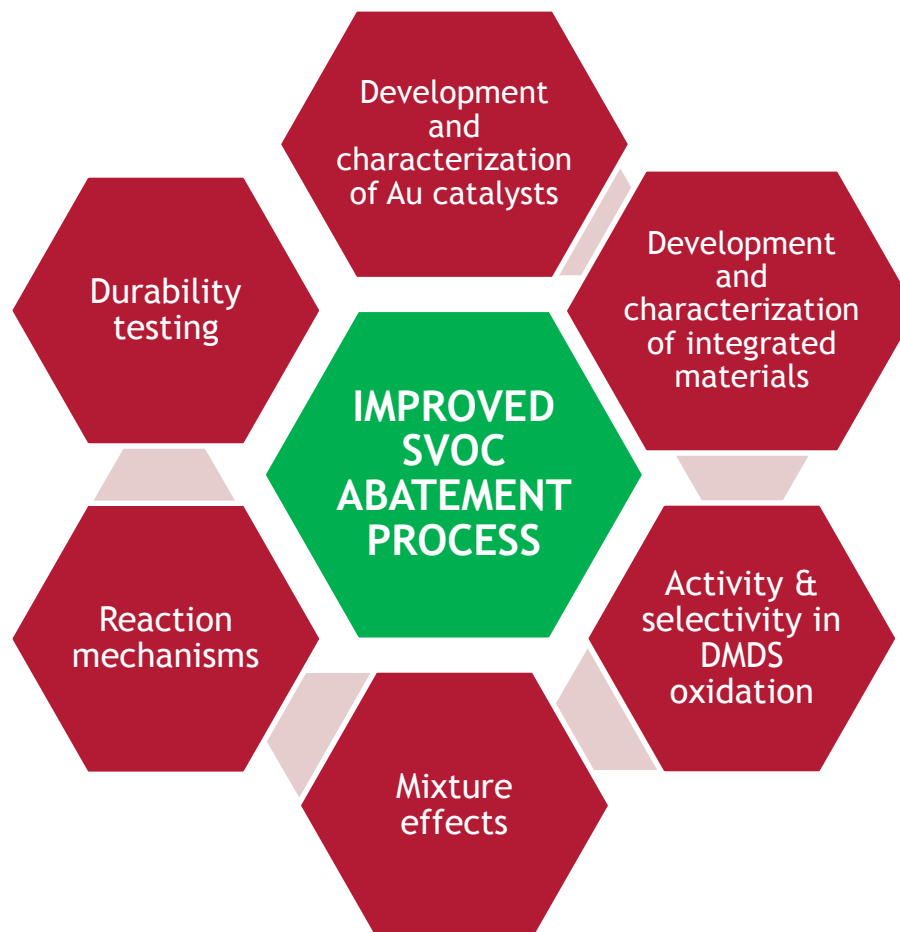 Development
and
characterization
of Au catalysts
Development
and
characterization
of integrated
materials
Activity &
selectivity in
DMDS
oxidation
Mixture
effects
Reaction
mechanisms
Durability
testing
IMPROVED
SVOC
ABATEMENT
PROCESS